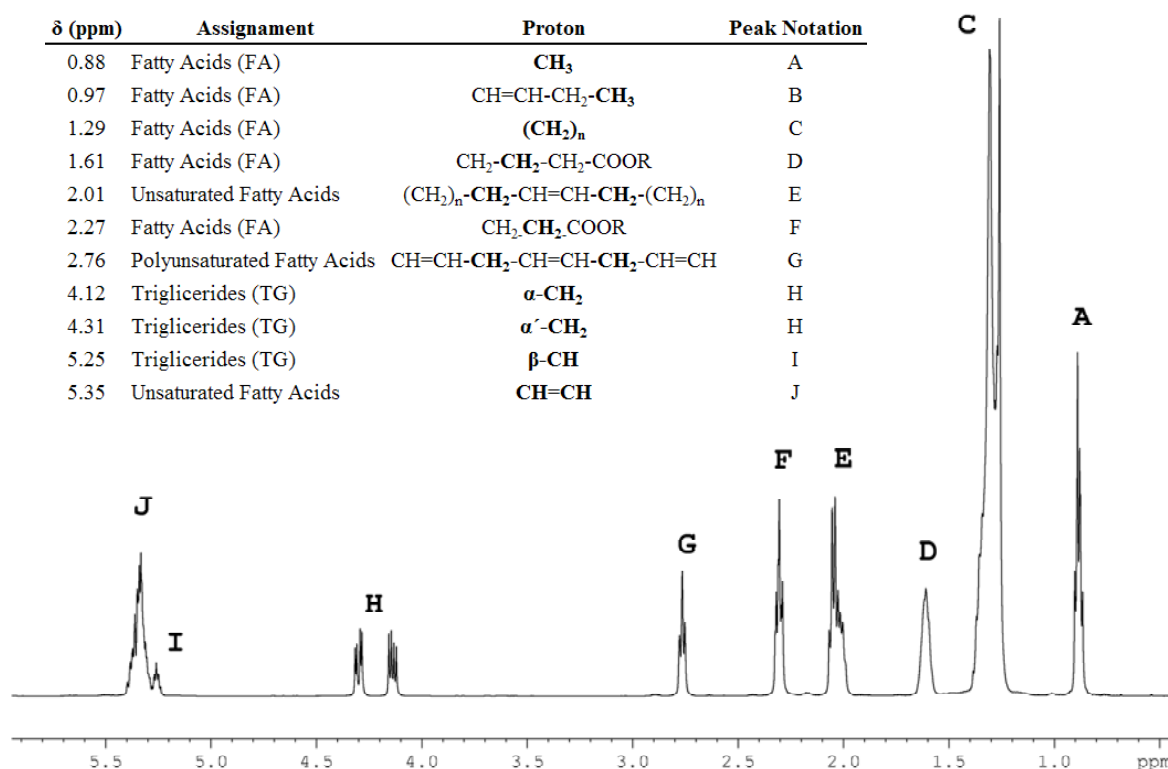 δ (ppm) Assignament Proton Peak Notation
0.88 Fatty Acids (FA) CH₃ A
0.97 Fatty Acids (FA) CH=CH-CH₂-CH₃ B
1.29 Fatty Acids (FA) (CH₂)ₙ C
1.61 Fatty Acids (FA) CH₂-CH₂-CH₂-COOR D
2.01 Unsaturated Fatty Acids (CH₂)ₙ-CH₂-CH=CH-CH₂-(CH₂)ₙ E
2.27 Fatty Acids (FA) CH₂-CH₂-COOR F
2.76 Polyunsaturated Fatty Acids CH=CH-CH₂-CH=CH-CH₂-CH=CH G
4.12 Triglicerides (TG) α-CH₂ H
4.31 Triglicerides (TG) α´-CH₂ H
5.25 Triglicerides (TG) β-CH I
5.35 Unsaturated Fatty Acids CH=CH J
C
A
F E
J
G D
H
I
5.5 5.0 4.5 4.0 3.5 3.0 2.5 2.0 1.5 1.0 ppm